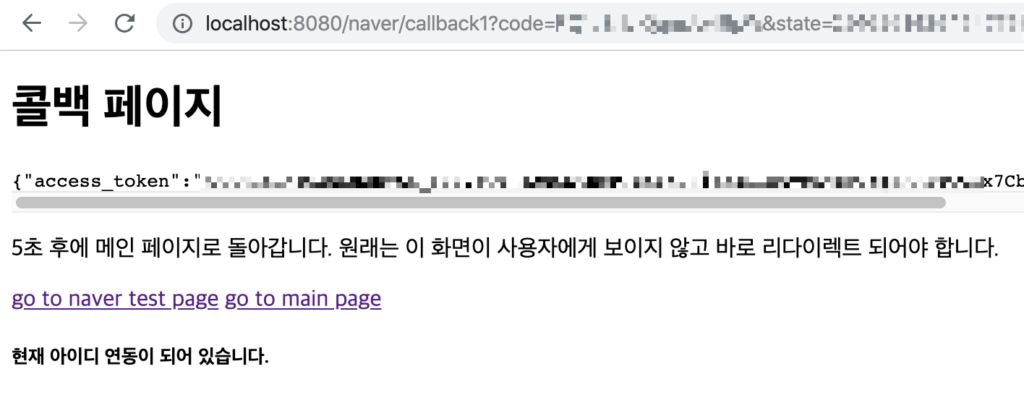 localhost:8080/naver/callback1?code= &state=
콜백 페이지
{"access_token":" x7Cb
5초 후에 메인 페이지로 돌아갑니다. 원래는 이 화면이 사용자에게 보이지 않고 바로 리다이렉트 되어야 합니다.
go to naver test page go to main page
현재 아이디 연동이 되어 있습니다.